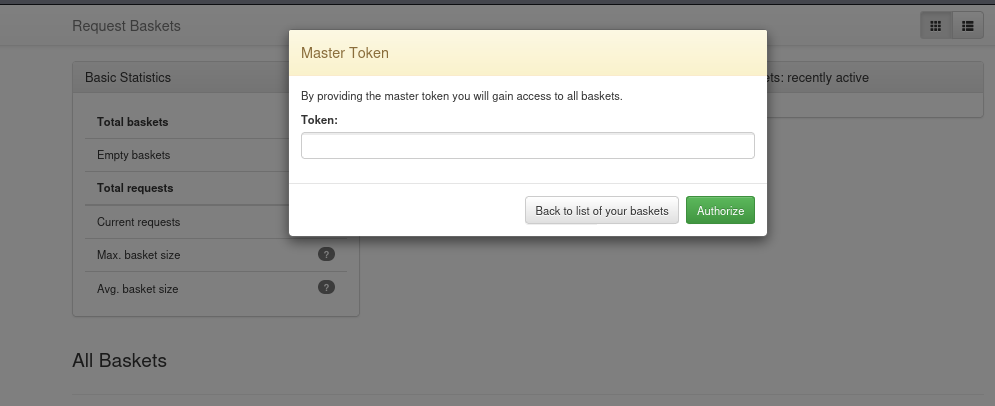 Request Baskets
Master Token
By providing the master token you will gain access to all baskets.
Token:
Back to list of your baskets
Authorize
Basic Statistics
Total baskets
Empty baskets
Total requests
Current requests
Max. basket size ?
Avg. basket size ?
recently active
All Baskets